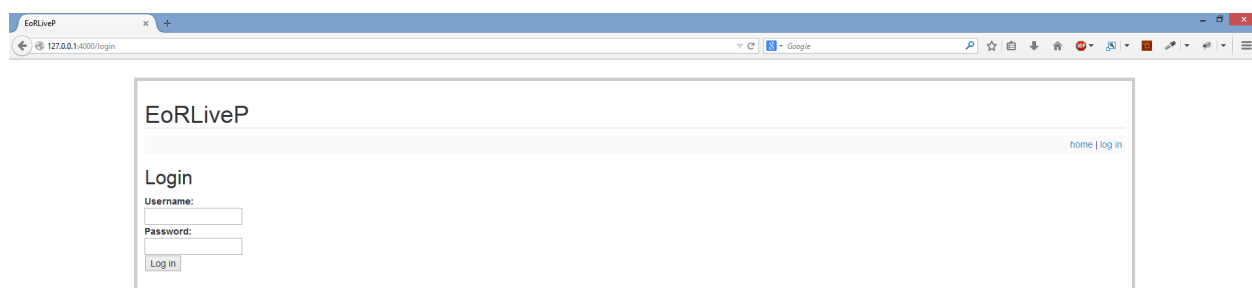 EoRLiveP
127.0.0.1:4000/login
Google
EoRLiveP
home | log in
Login
Username:
Password:
Log in